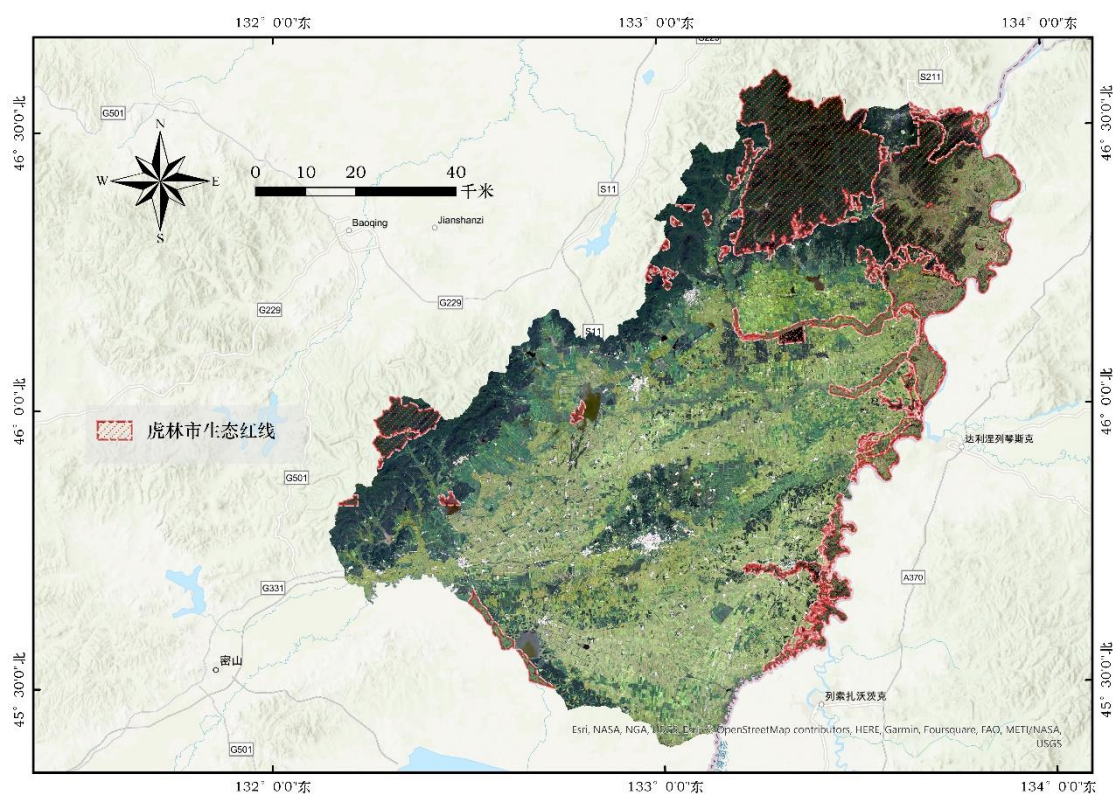 132° 0'0"东
133° 0'0"东
134° 0'0"东
G229
S211
G501
46° 30'0"北
46° 30'0"北
N
W
E
S
0 10 20 40
千米
S11
Baoqing
Jianshanzi
G229
G229
S11
46° 0'0"北
46° 0'0"北
虎林市生态红线
达利涅列琴斯克
G501
G331
A370
密山
45° 30'0"北
45° 30'0"北
列索扎沃茨克
G501
Esri, NASA, NGA, USGS, Esri, © OpenStreetMap contributors, HERE, Garmin, Foursquare, FAO, METI/NASA,
USGS
132° 0'0"东
133° 0'0"东
134° 0'0"东